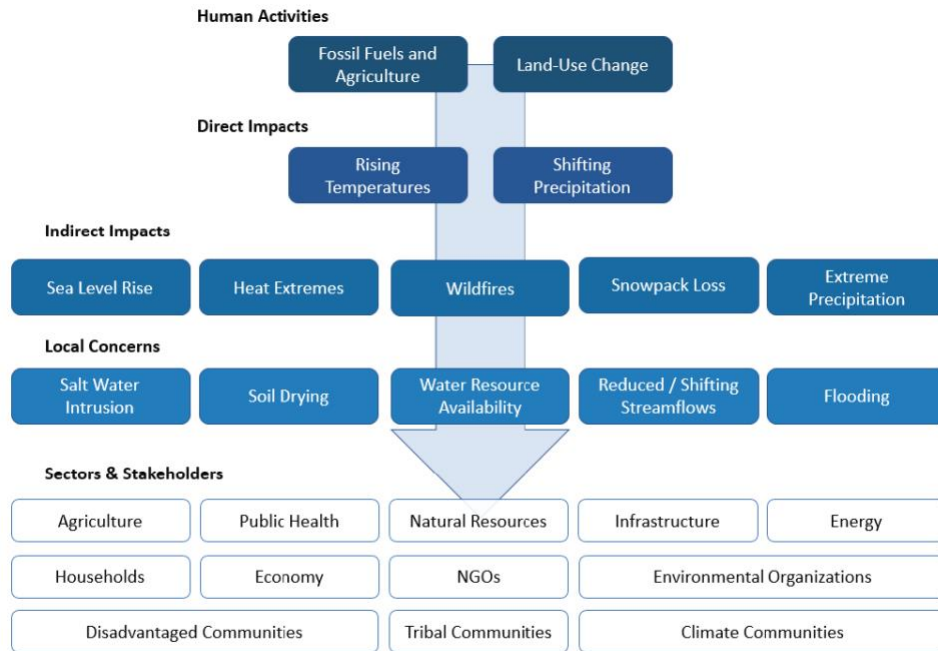 Human Activities
Fossil Fuels and
Agriculture
Land-Use Change
Direct Impacts
Rising
Temperatures
Shifting
Precipitation
Indirect Impacts
Sea Level Rise
Heat Extremes
Wildfires
Snowpack Loss
Extreme
Precipitation
Local Concerns
Salt Water
Intrusion
Soil Drying
Water Resource
Availability
Reduced / Shifting
Streamflows
Flooding
Sectors & Stakeholders
Agriculture
Public Health
Natural Resources
Infrastructure
Energy
Households
Economy
NGOs
Environmental Organizations
Disadvantaged Communities
Tribal Communities
Climate Communities